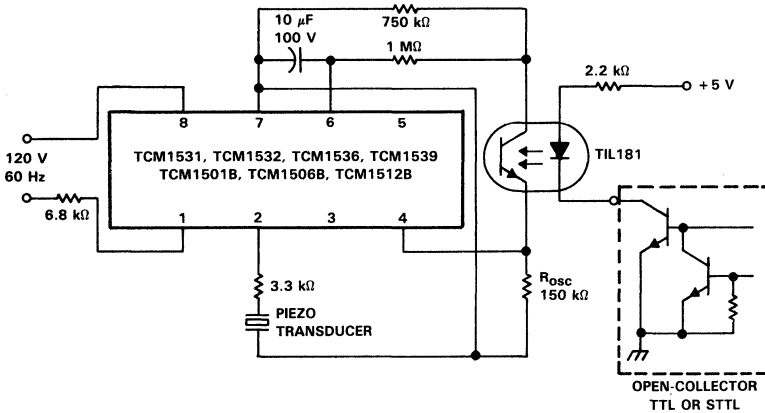 750 kΩ
10 μF
100 V
1 MΩ
2.2 kΩ
+5 V
8
7
6
5
TCM1531, TCM1532, TCM1536, TCM1539
TCM1501B, TCM1506B, TCM1512B
TIL181
120 V
60 Hz
6.8 kΩ
1
2
3
4
3.3 kΩ
PIEZO
TRANSDUCER
Rosc
150 kΩ
OPEN-COLLECTOR
TTL OR STTL